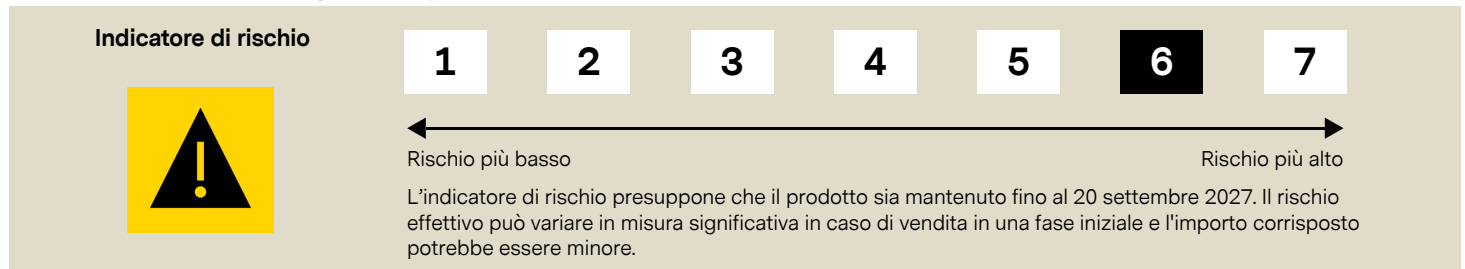 Indicatore di rischio
1 2 3 4 5 6 7
Rischio più basso Rischio più alto
L'indicatore di rischio presuppone che il prodotto sia mantenuto fino al 20 settembre 2027. Il rischio
effettivo può variare in misura significativa in caso di vendita in una fase iniziale e l'importo corrisposto
potrebbe essere minore.